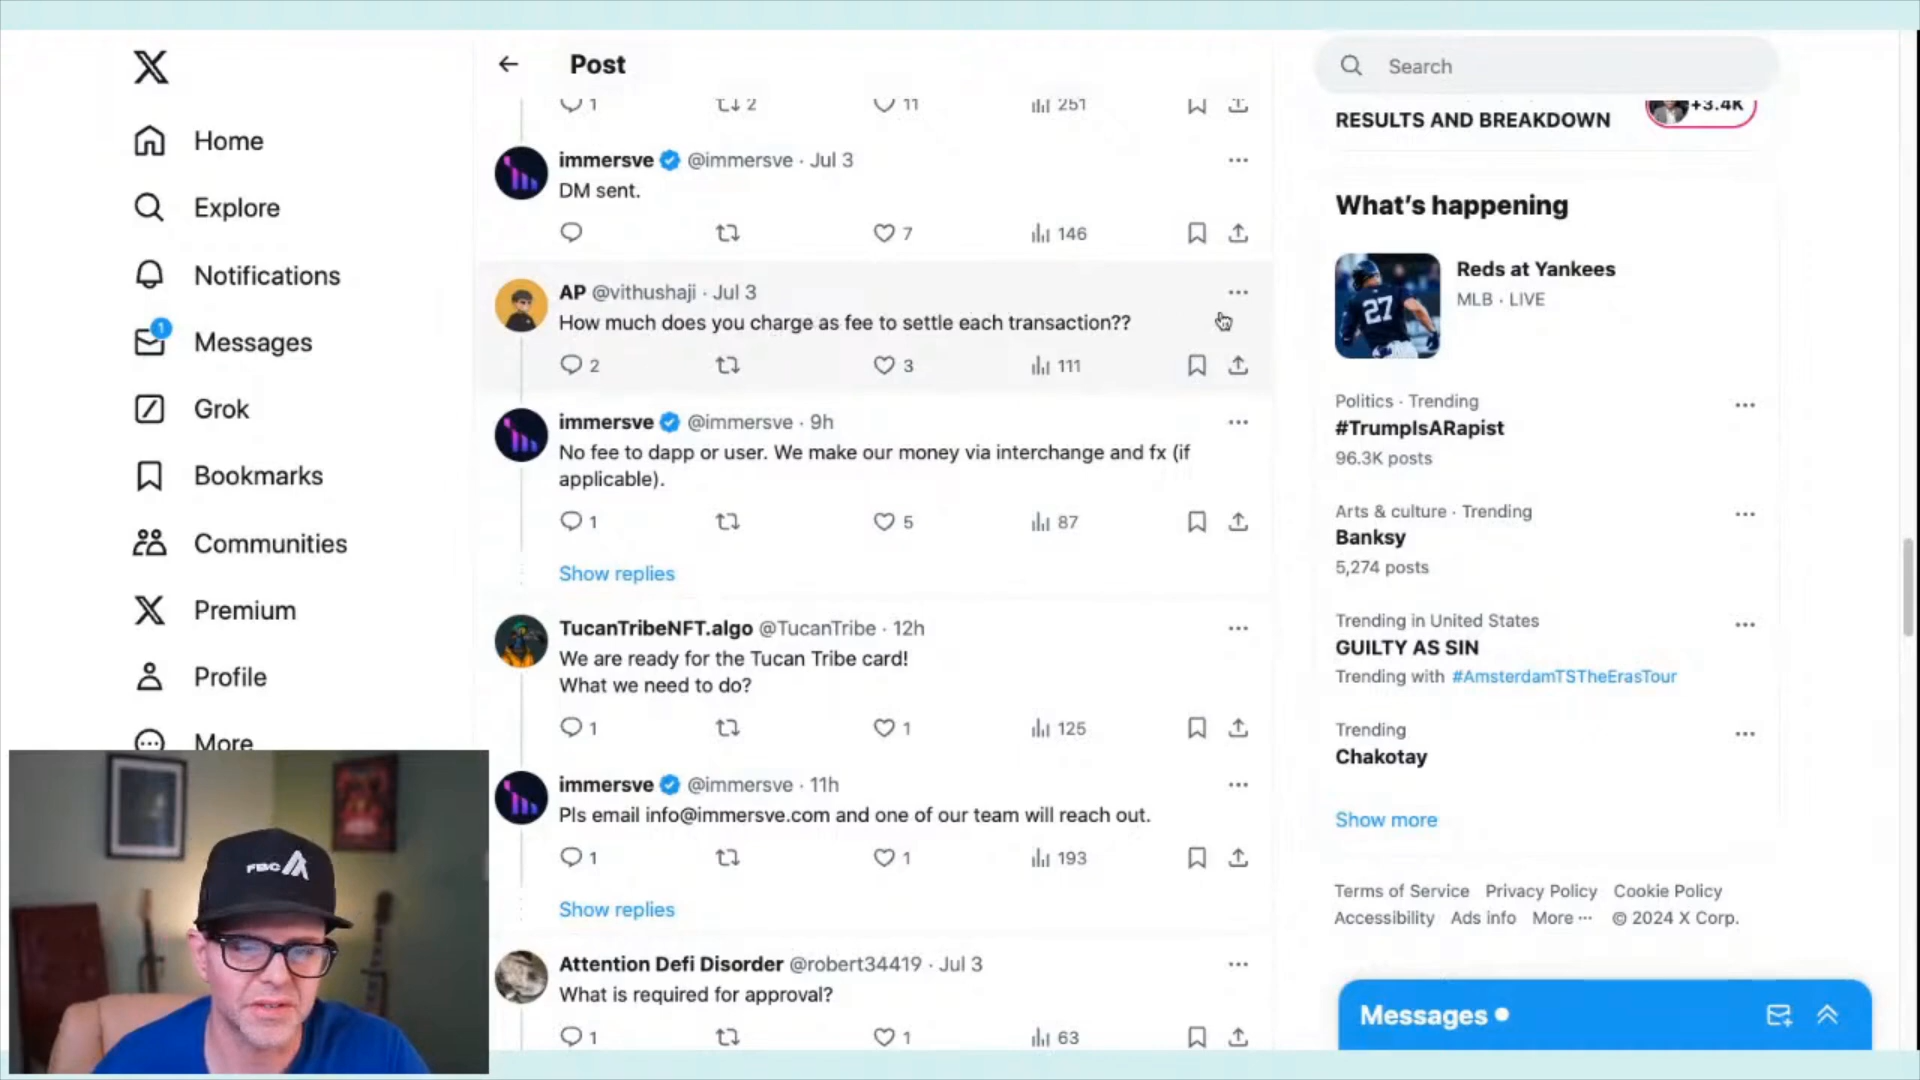 Post
Search
1
2
11
251
+3.4K
RESULTS AND BREAKDOWN
Home
Explore
Notifications
1
Messages
Grok
Bookmarks
Communities
Premium
Profile
More
immersve @immersve · Jul 3
DM sent.
7
146
AP @vithushaji · Jul 3
How much does you charge as fee to settle each transaction??
2
3
111
immersve @immersve · 9h
No fee to dapp or user. We make our money via interchange and fx (if
applicable).
1
5
87
Show replies
TucanTribeNFT.algo @TucanTribe · 12h
We are ready for the Tucan Tribe card!
What we need to do?
1
1
125
immersve @immersve · 11h
Pls email info@immersve.com and one of our team will reach out.
1
1
193
Show replies
Attention Defi Disorder @robert34419 · Jul 3
What is required for approval?
1
1
63
What's happening
27
Reds at Yankees
MLB · LIVE
Politics · Trending
#TrumpIsARapist
96.3K posts
Arts & culture · Trending
Banksy
5,274 posts
Trending in United States
GUILTY AS SIN
Trending with #AmsterdamTSTheErasTour
Trending
Chakotay
Show more
Terms of Service Privacy Policy Cookie Policy
Accessibility Ads info More ··· © 2024 X Corp.
Messages
FBC